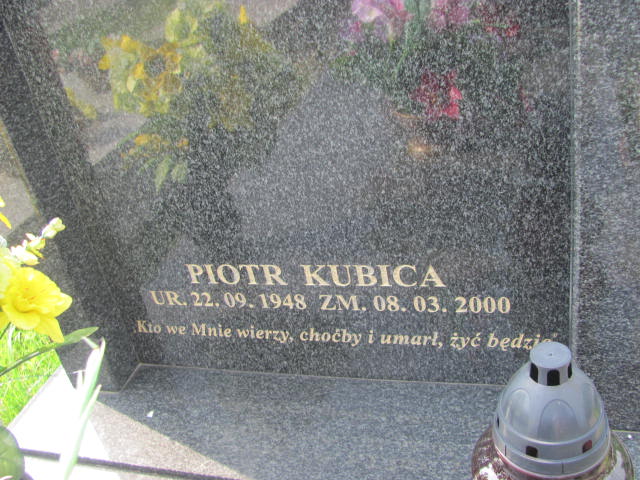 PIOTR KUBICA
UR. 22. 09. 1948 ZM. 08. 03. 2000
Kto we Mnie wierzy, choćby i umarł, żyć będzie